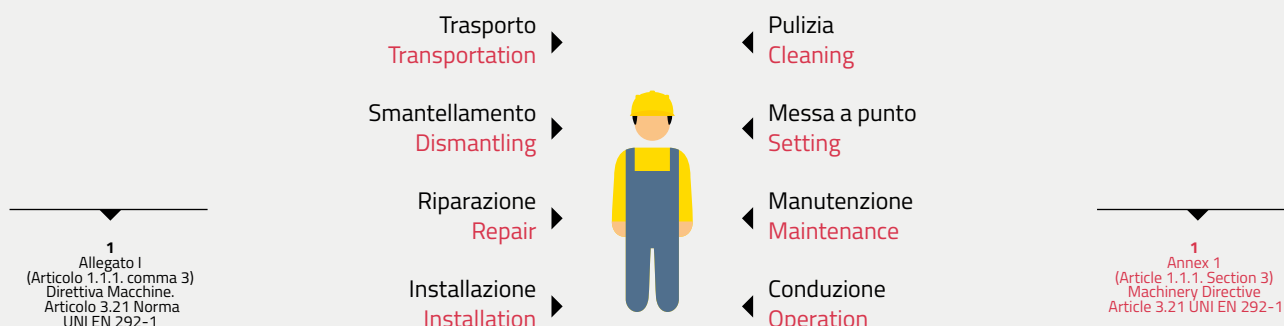 Trasporto
Transportation
Smantellamento
Dismantling
Riparazione
Repair
Installazione
Installation
Pulizia
Cleaning
Messa a punto
Setting
Manutenzione
Maintenance
Conduzione
Operation
1
Allegato I
(Articolo 1.1.1. comma 3)
Direttiva Macchine.
Articolo 3.21 Norma
UNI EN 292-1
1
Annex 1
(Article 1.1.1. Section 3)
Machinery Directive
Article 3.21 UNI EN 292-1